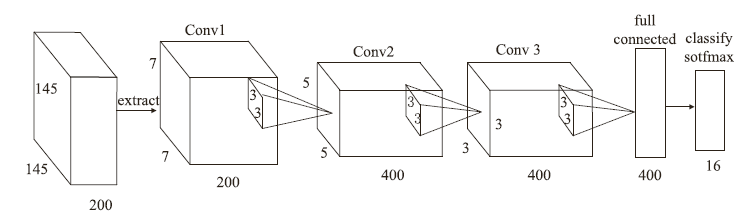 145
145
200
extract
Conv1
7
7
200
3
3
Conv2
5
5
400
3
3
Conv 3
3
3
400
3
3
full
connected
400
classify
sotfmax
16